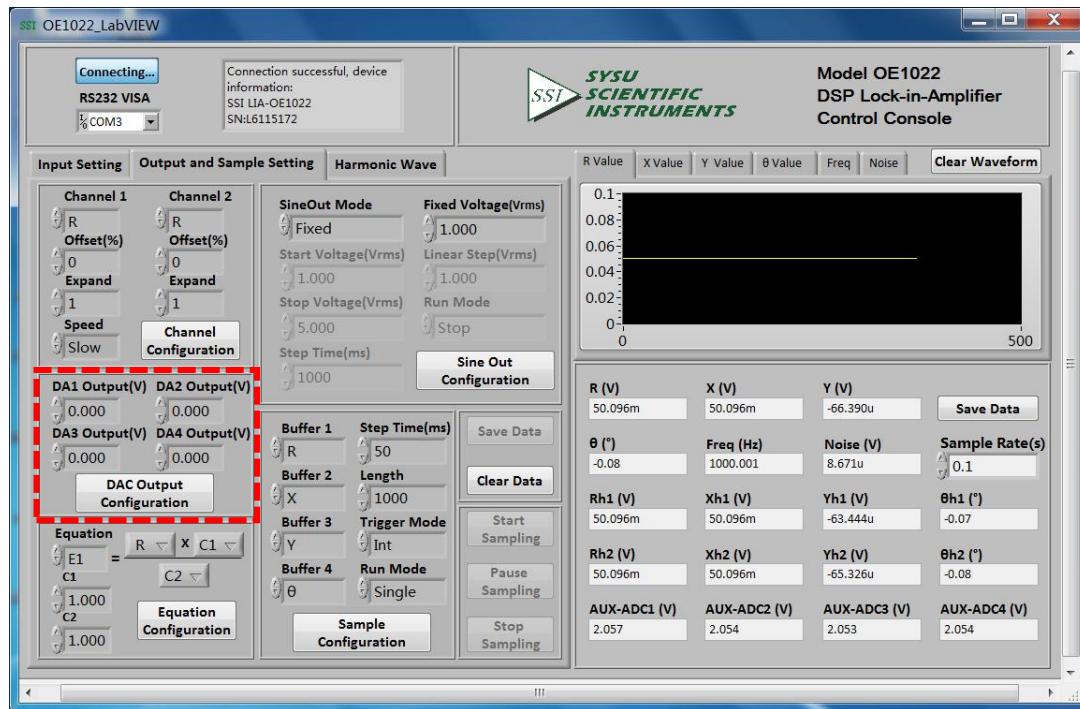 SSI OE1022_LabVIEW
Connecting...
RS232 VISA
COM3
Connection successful, device
information:
SSI LIA-OE1022
SN:L6115172
SSI
SYSU
SCIENTIFIC
INSTRUMENTS
Model OE1022
DSP Lock-in-Amplifier
Control Console
Input Setting Output and Sample Setting Harmonic Wave
Channel 1 Channel 2
R R
Offset(%) Offset(%)
0 0
Expand Expand
1 1
Speed
Slow
Channel
Configuration
DA1 Output(V) DA2 Output(V)
0.000 0.000
DA3 Output(V) DA4 Output(V)
0.000 0.000
DAC Output
Configuration
Equation
E1 = R X C1
C2
C1
1.000
C2
1.000
Equation
Configuration
SineOut Mode Fixed Voltage(Vrms)
Fixed 1.000
Start Voltage(Vrms) Linear Step(Vrms)
1.000 1.000
Stop Voltage(Vrms) Run Mode
5.000 Stop
Step Time(ms)
1000
Sine Out
Configuration
Buffer 1 Step Time(ms)
R 50
Buffer 2 Length
X 1000
Buffer 3 Trigger Mode
Y Int
Buffer 4 Run Mode
θ Single
Sample
Configuration
Save Data
Clear Data
Start
Sampling
Pause
Sampling
Stop
Sampling
R Value X Value Y Value θ Value Freq Noise Clear Waveform
0.1
0.08
0.06
0.04
0.02
0
0 500
R (V) X (V) Y (V)
50.096m 50.096m -66.390u Save Data
θ (°) Freq (Hz) Noise (V) Sample Rate(s)
-0.08 1000.001 8.671u 0.1
Rh1 (V) Xh1 (V) Yh1 (V) θh1 (°)
50.096m 50.096m -63.444u -0.07
Rh2 (V) Xh2 (V) Yh2 (V) θh2 (°)
50.096m 50.096m -65.326u -0.08
AUX-ADC1 (V) AUX-ADC2 (V) AUX-ADC3 (V) AUX-ADC4 (V)
2.057 2.054 2.053 2.054